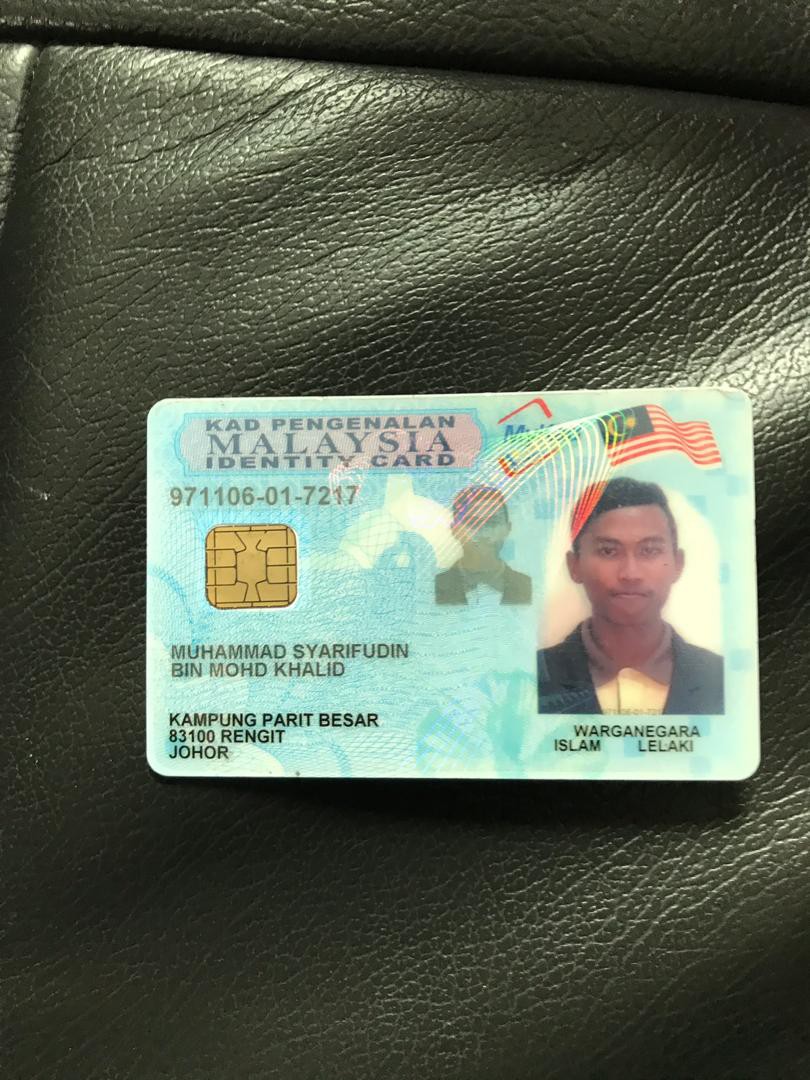 KAD PENGENALAN
MALAYSIA
IDENTITY CARD
971106-01-7217
MUHAMMAD SYARIFUDIN
BIN MOHD KHALID
KAMPUNG PARIT BESAR
83100 RENGIT
JOHOR
WARGANEGARA
ISLAM LELAKI